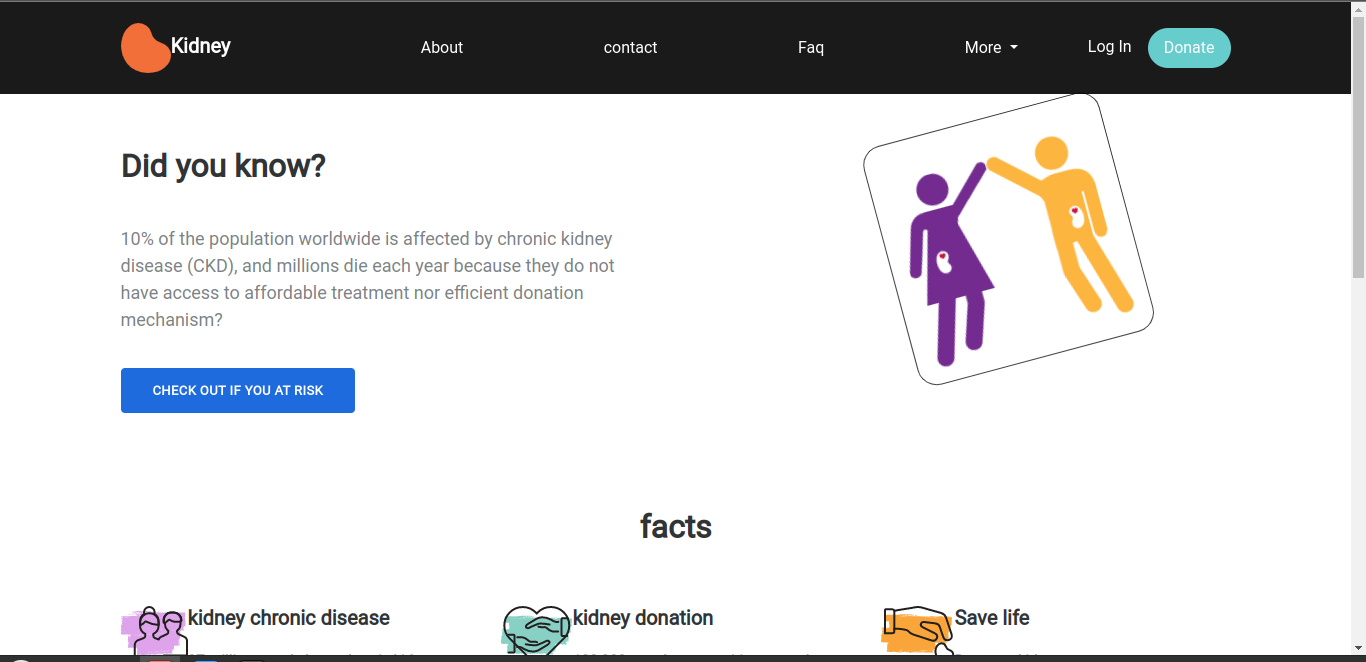 Kidney About contact Faq More Log In Donate
Did you know?
10% of the population worldwide is affected by chronic kidney
disease (CKD), and millions die each year because they do not
have access to affordable treatment nor efficient donation
mechanism?
CHECK OUT IF YOU AT RISK
facts
kidney chronic disease
kidney donation
Save life